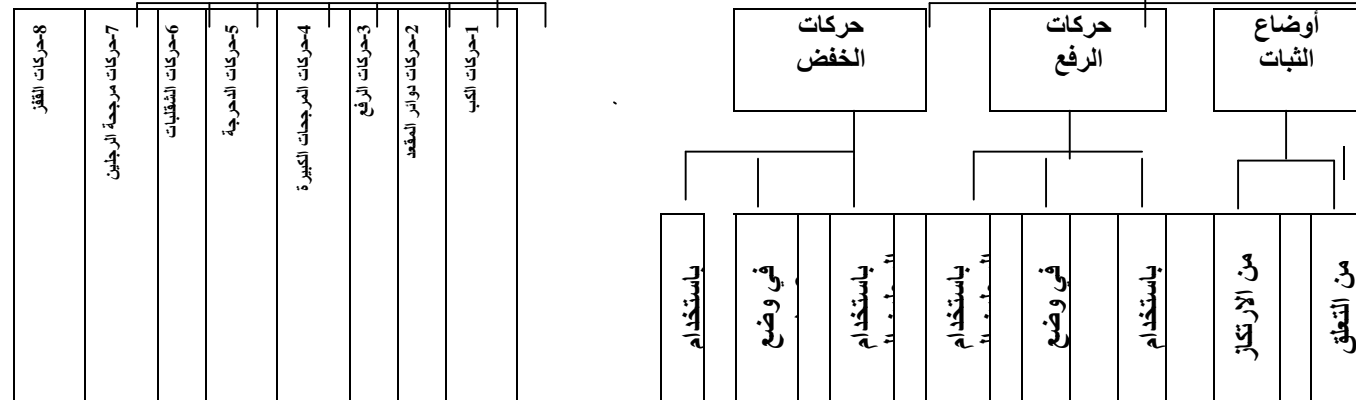 أوضاع
الثبات
حركات
الرفع
حركات
الخفض
من التعلق
من الارتكاز
باستخدام
في وضع
باستخدام
باستخدام
في وضع
باستخدام
1-حركات الكب
2-حركات دوائر المقعد
3-حركات الرفع
4-حركات المرجحات الكبيرة
5-حركات الدحرجة
6-حركات الشقلبات
7-حركات مرجحة الرجلين
8-حركات القفز